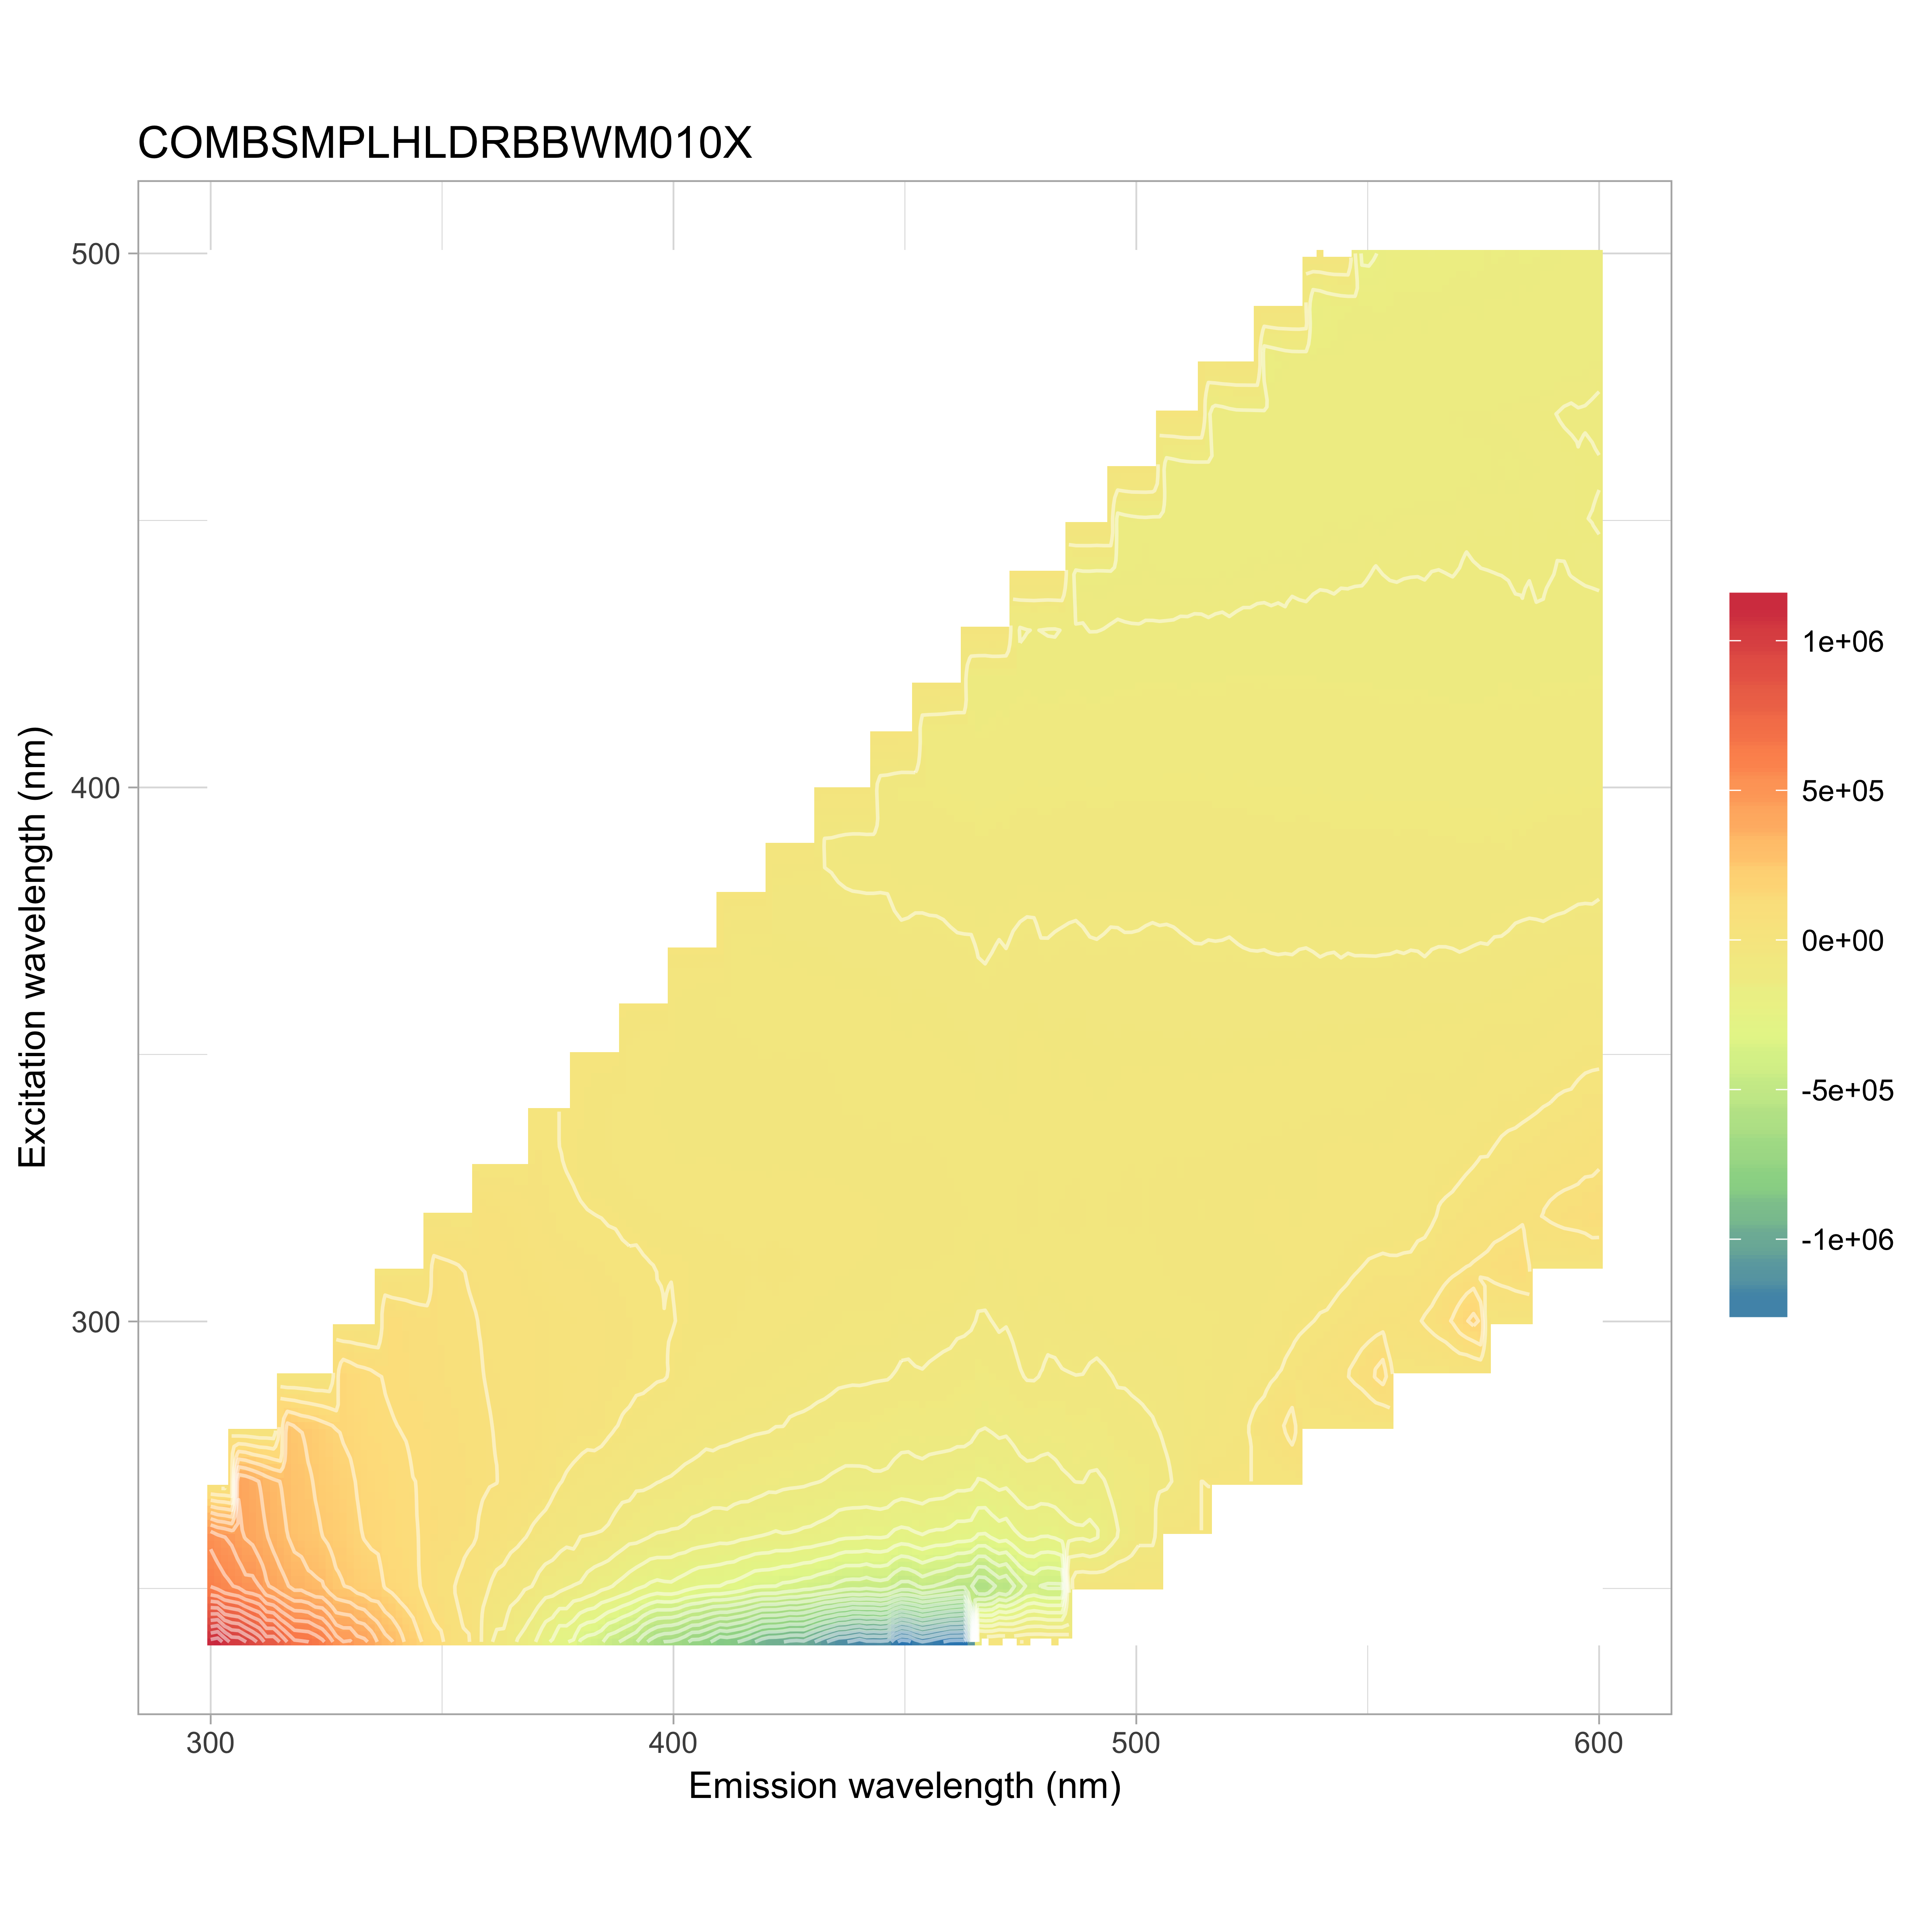 COMBSMPLHLDRBBWM010X
500
400
300
Excitation wavelength (nm)
300
400
500
600
Emission wavelength (nm)
1e+06
5e+05
0e+00
-5e+05
-1e+06